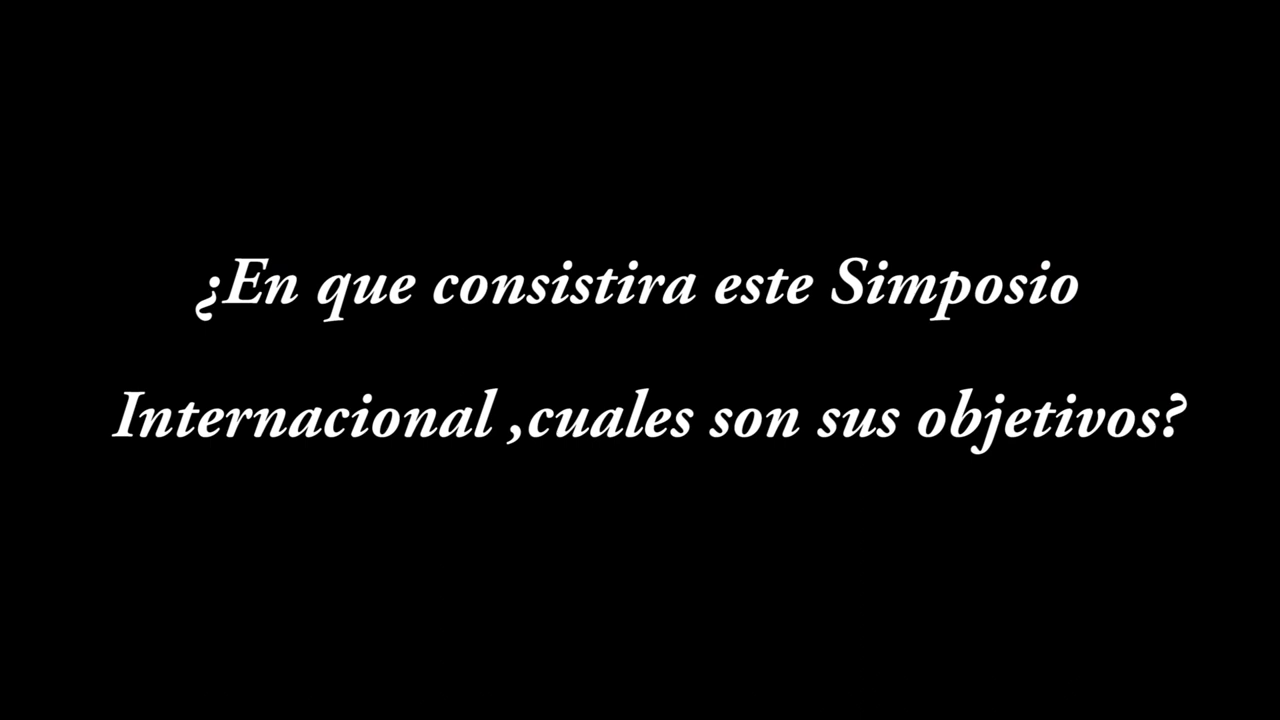 ¿En que consistira este Simposio
Internacional ,cuales son sus objetivos?